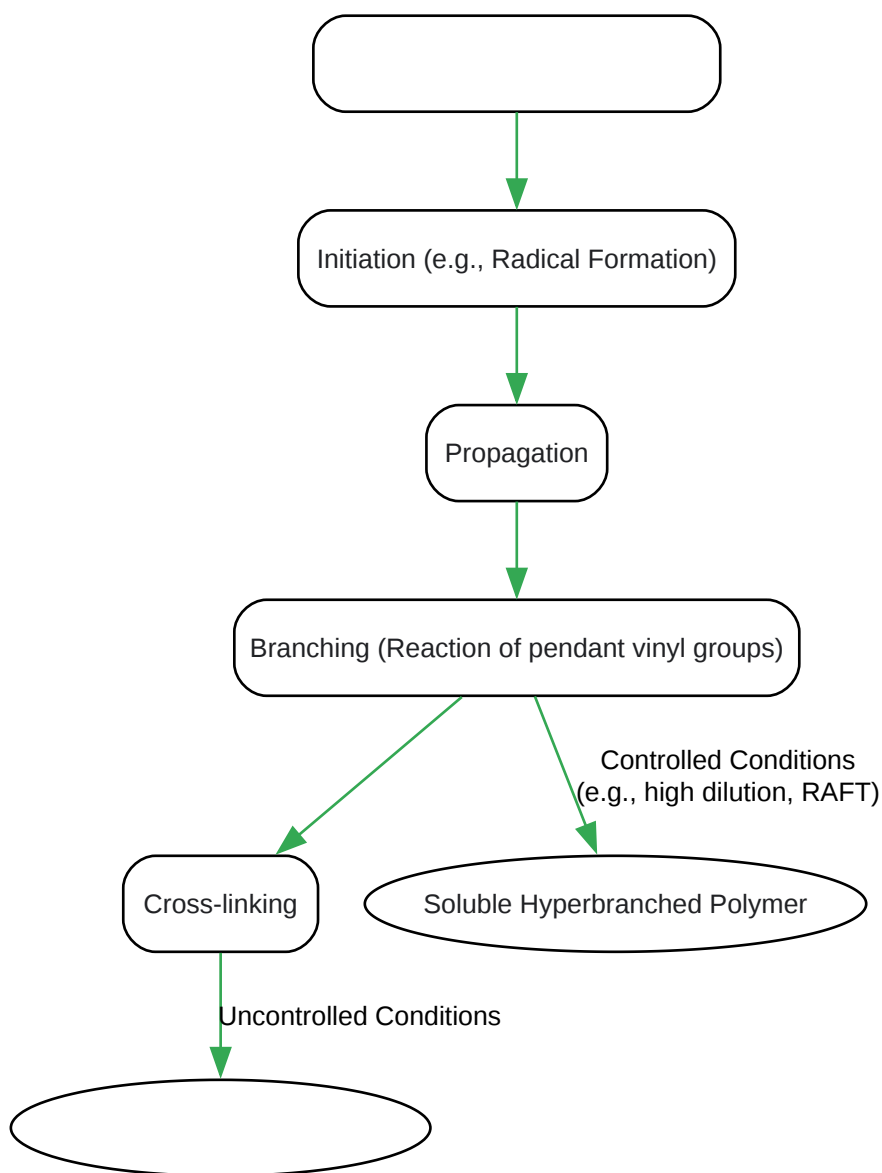 Initiation (e.g., Radical Formation)
Propagation
Branching (Reaction of pendant vinyl groups)
Controlled Conditions
(e.g., high dilution, RAFT)
Cross-linking
Soluble Hyperbranched Polymer
Uncontrolled Conditions